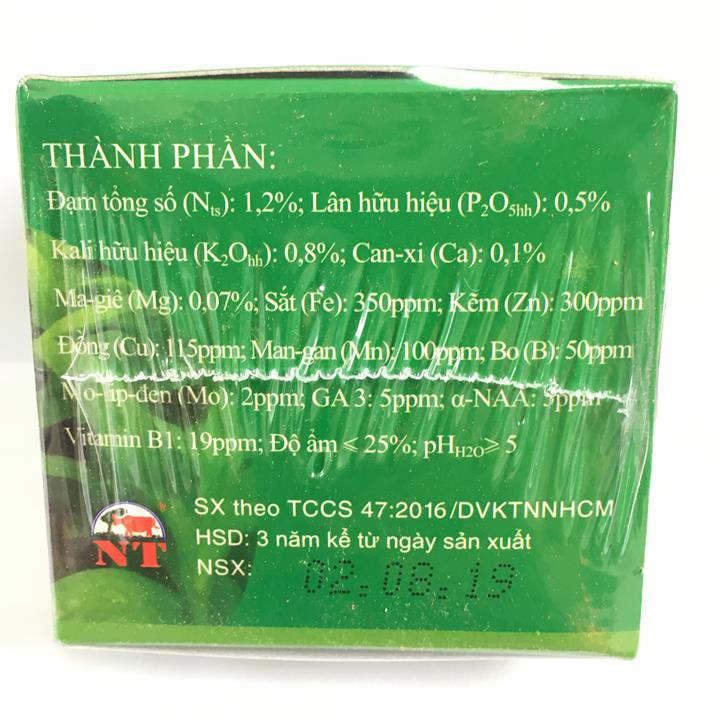 THÀNH PHẦN:
Đạm tổng số (Nts): 1,2%; Lân hữu hiệu (P2O5hh): 0,5%
Kali hữu hiệu (K2Ohh): 0,8%; Can-xi (Ca): 0,1%
Ma-giê (Mg): 0,07%; Sắt (Fe): 350ppm; Kẽm (Zn): 300ppm
Đồng (Cu): 115ppm; Man-gan (Mn): 100ppm; Bo (B): 50ppm
Mo-lip-đen (Mo): 2ppm; GA 3: 5ppm; α-NAA: 5ppm
Vitamin B1: 19ppm; Độ ẩm ⩽ 25%; pHH2O ⩾ 5
SX theo TCCS 47:2016/DVKTNNHCM
HSD: 3 năm kể từ ngày sản xuất
NSX: 02.08.19
NT ®